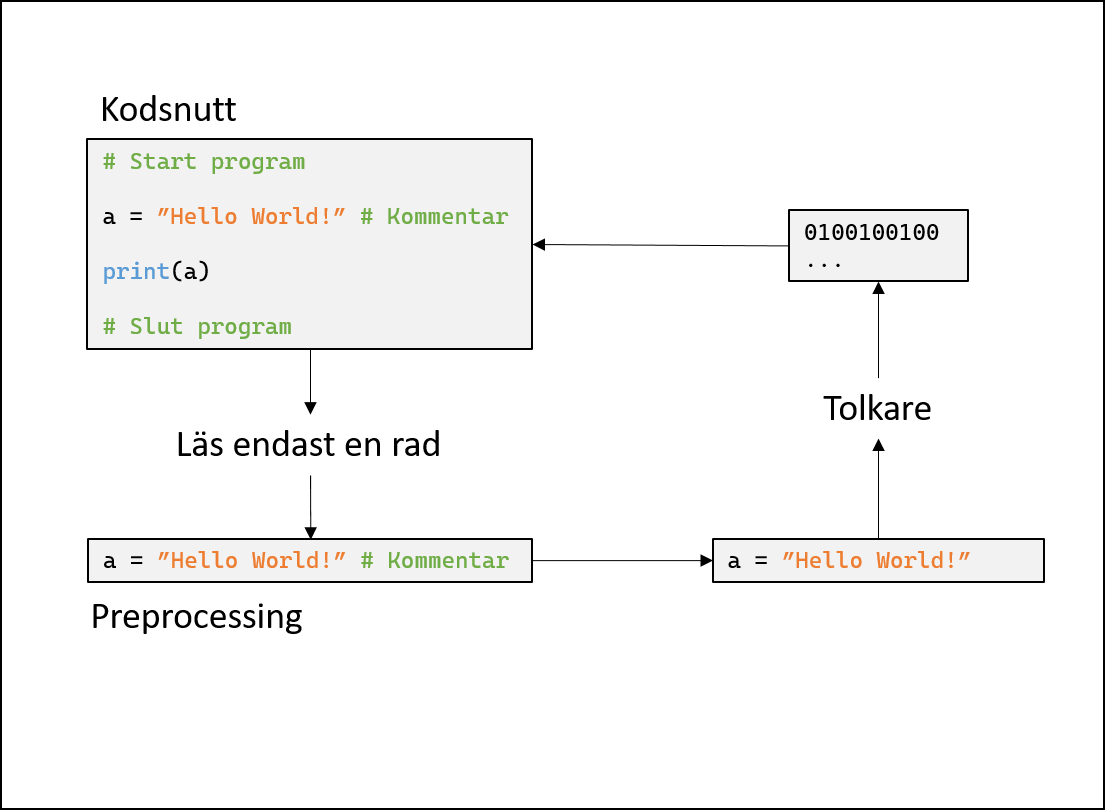 Kodsnutt
# Start program
a = ”Hello World!” # Kommentar
print(a)
# Slut program
Läs endast en rad
a = ”Hello World!” # Kommentar
Preprocessing
a = ”Hello World!”
Tolkare
0100100100
...